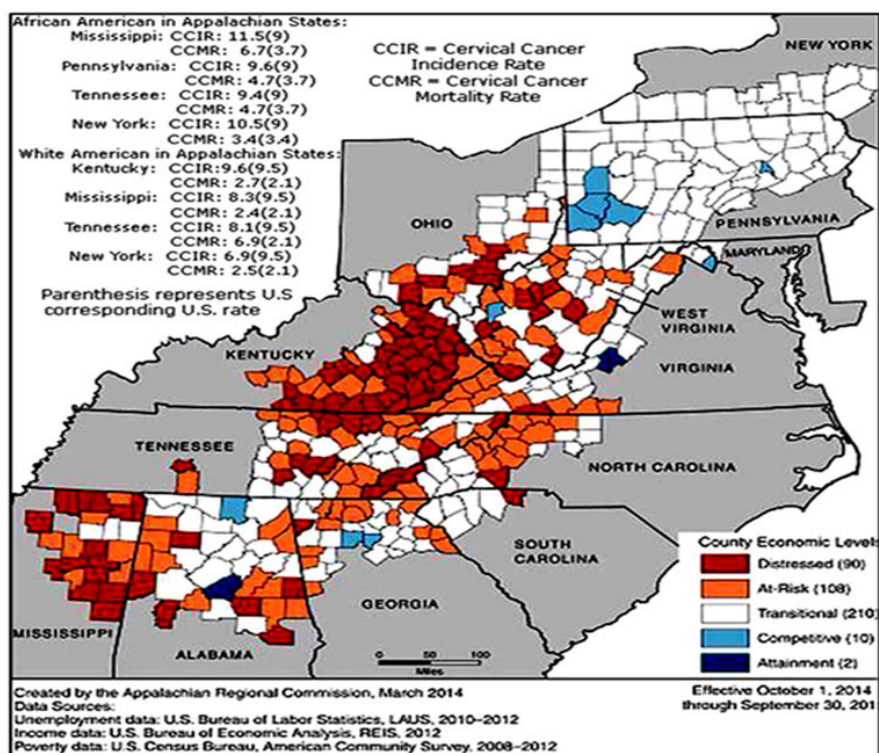 African American in Appalachian States:
Mississippi: CCIR: 11.5(9)
CCMR: 6.7(3.7)
Pennsylvania: CCIR: 9.6(9)
CCMR: 4.7(3.7)
Tennessee: CCIR: 9.4(9)
CCMR: 4.7(3.7)
New York: CCIR: 10.5(9)
CCMR: 3.4(3.4)
White American in Appalachian States:
Kentucky: CCIR:9.6(9.5)
CCMR: 2.7(2.1)
Mississippi: CCIR: 8.3(9.5)
CCMR: 2.4(2.1)
Tennessee: CCIR: 8.1(9.5)
CCMR: 6.9(2.1)
New York: CCIR: 6.9(9.5)
CCMR: 2.5(2.1)
Parenthesis represents U.S
corresponding U.S. rate
CCIR = Cervical Cancer
Incidence Rate
CCMR = Cervical Cancer
Mortality Rate
NEW YORK
PENNSYLVANIA
OHIO
MARYLAND
WEST
VIRGINIA
KENTUCKY
VIRGINIA
TENNESSEE
NORTH CAROLINA
SOUTH
CAROLINA
GEORGIA
MISSISSIPPI
ALABAMA
County Economic Levels
Distressed (90)
At-Risk (108)
Transitional (210)
Competitive (10)
Attainment (2)
0 50 100
Miles
Created by the Appalachian Regional Commission, March 2014
Data Sources:
Unemployment data: U.S. Bureau of Labor Statistics, LAUS, 2010–2012
Income data: U.S. Bureau of Economic Analysis, REIS, 2012
Poverty data: U.S. Census Bureau, American Community Survey, 2008–2012
Effective October 1, 2014
through September 30, 201